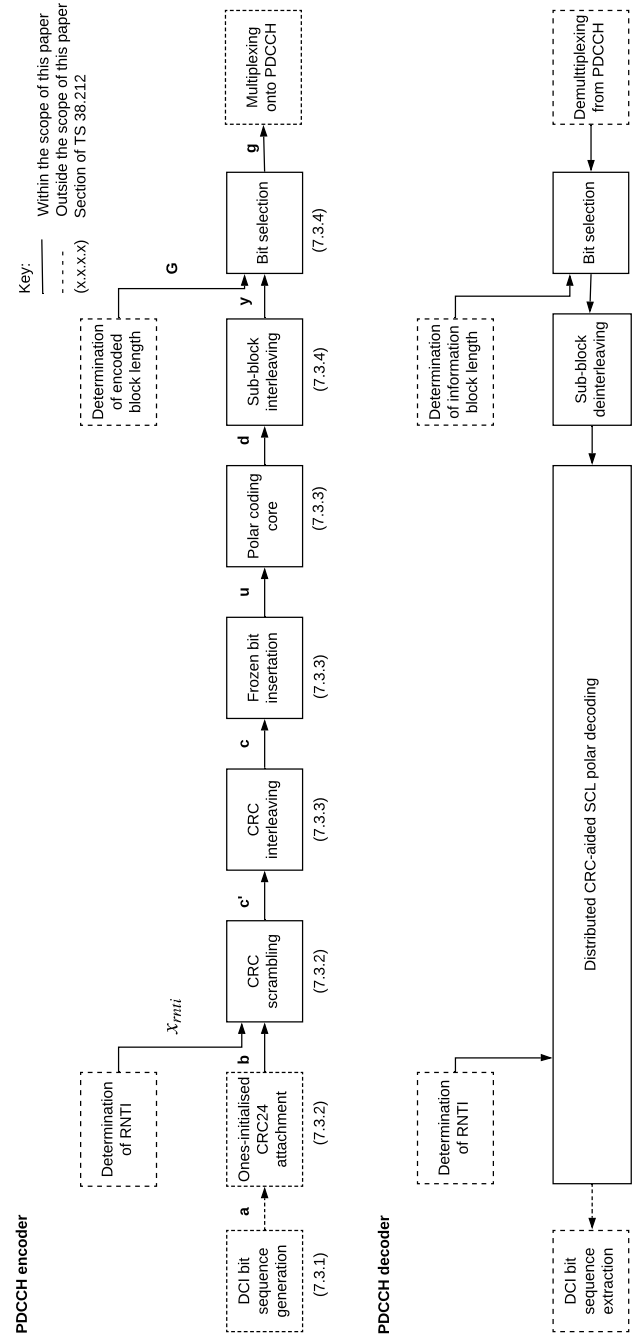 Key:
Within the scope of this paper
Outside the scope of this paper
(x.x.x.x)
Section of TS 38.212
PDCCH encoder
Determination
of RNTI
x_rnti
Determination
of encoded
block length
G
DCI bit
sequence
generation
(7.3.1)
a
Ones-initialised
CRC24
attachment
(7.3.2)
b
CRC
scrambling
(7.3.2)
c'
CRC
interleaving
(7.3.3)
c
Frozen bit
insertation
(7.3.3)
u
Polar coding
core
(7.3.3)
d
Sub-block
interleaving
(7.3.4)
y
Bit selection
(7.3.4)
g
Multiplexing
onto PDCCH
PDCCH decoder
Determination
of RNTI
Determination
of information
block length
DCI bit
sequence
extraction
Distributed CRC-aided SCL polar decoding
Sub-block
deinterleaving
Bit selection
Demulttiplexing
from PDCCH